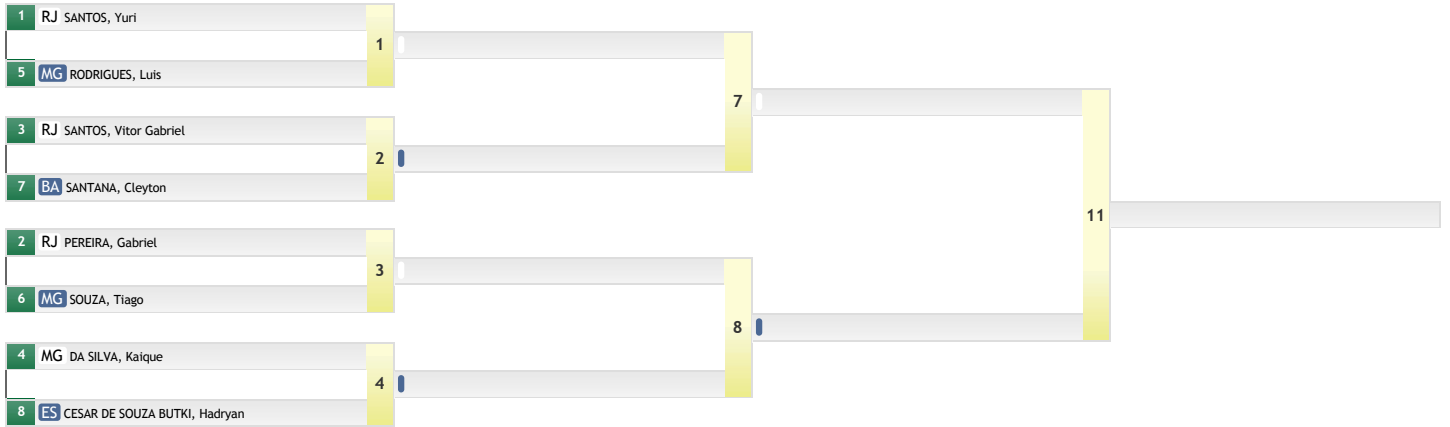 1 RJ SANTOS, Yuri
1
5 MG RODRIGUES, Luis
7
3 RJ SANTOS, Vitor Gabriel
2
7 BA SANTANA, Cleyton
11
2 RJ PEREIRA, Gabriel
3
6 MG SOUZA, Tiago
8
4 MG DA SILVA, Kaique
4
8 ES CESAR DE SOUZA BUTKI, Hadryan